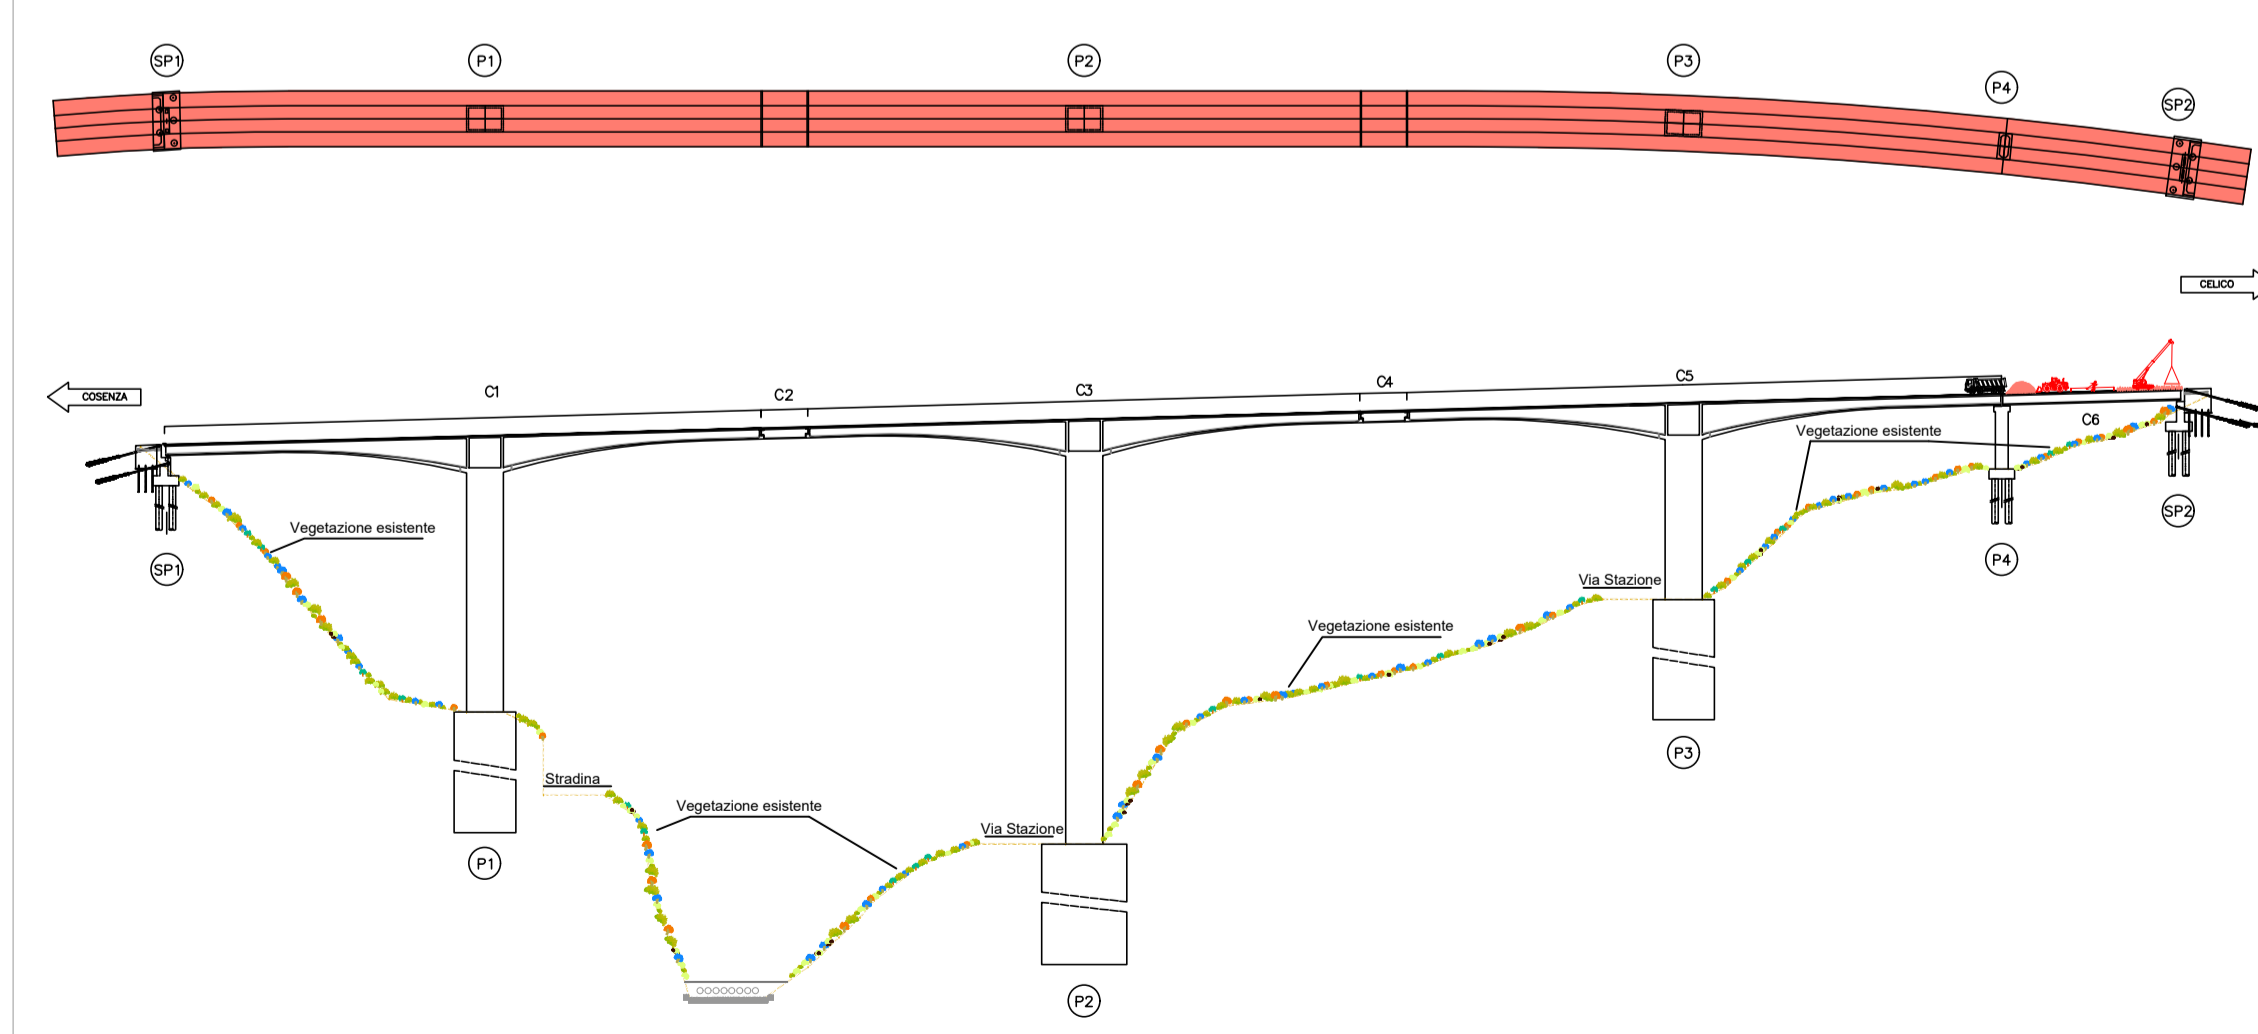 SP1
P1
P2
P3
P4
SP2
CELICO
COSENZA
C1
C2
C3
C4
C5
C6
Vegetazione esistente
Vegetazione esistente
SP1
SP2
P4
Via Stazione
Vegetazione esistente
P3
Stradina
Vegetazione esistente
Via Stazione
P1
P2